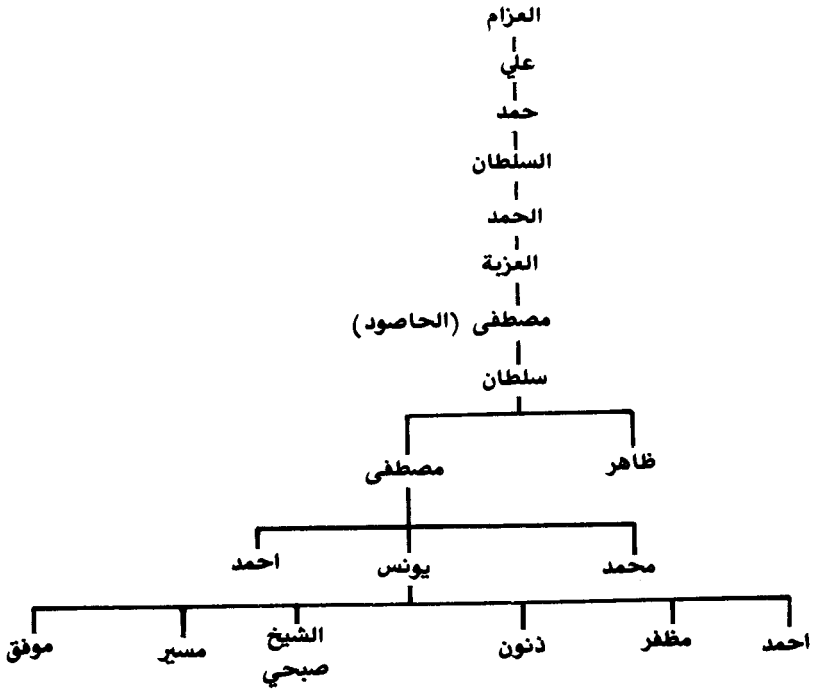 العزام
علي
حمد
السلطان
الحمد
العزبة
مصطفى (الحاصود)
سلطان
ظاهر
مصطفى
محمد
يونس
احمد
احمد
مظفر
ذنون
الشيخ
صبحي
مسير
موفق